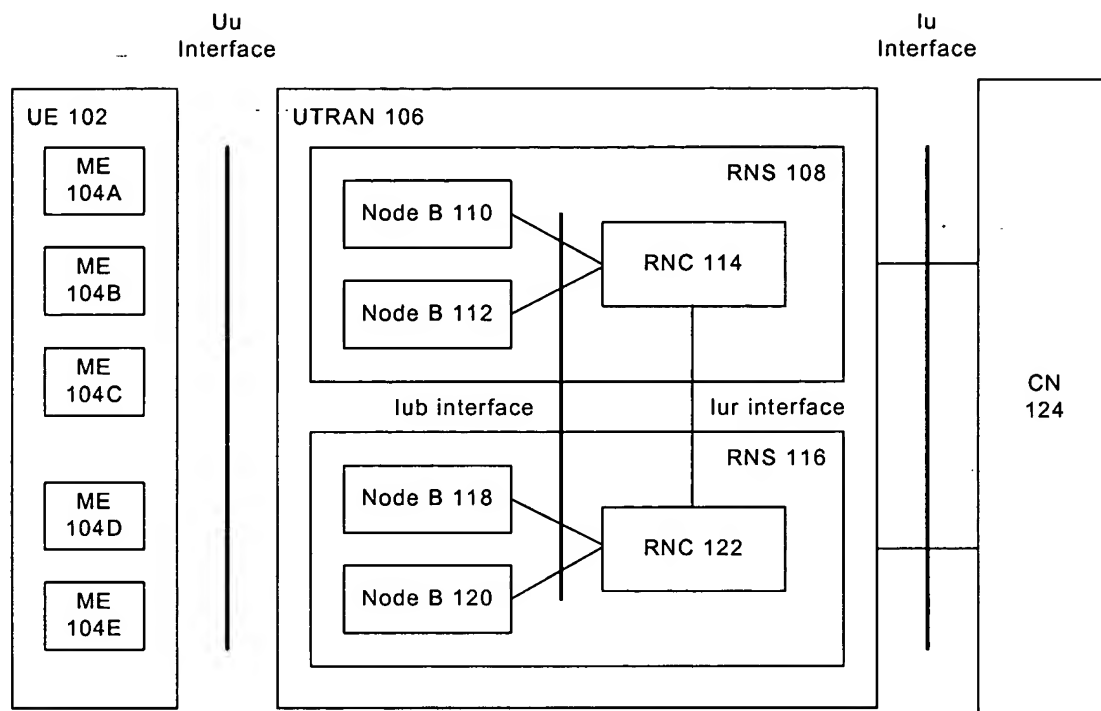 Uu
Interface
Iu
Interface
UE 102
ME
104A
ME
104B
ME
104C
ME
104D
ME
104E
UTRAN 106
RNS 108
Node B 110
Node B 112
RNC 114
Iub interface
Iur interface
RNS 116
Node B 118
Node B 120
RNC 122
CN
124